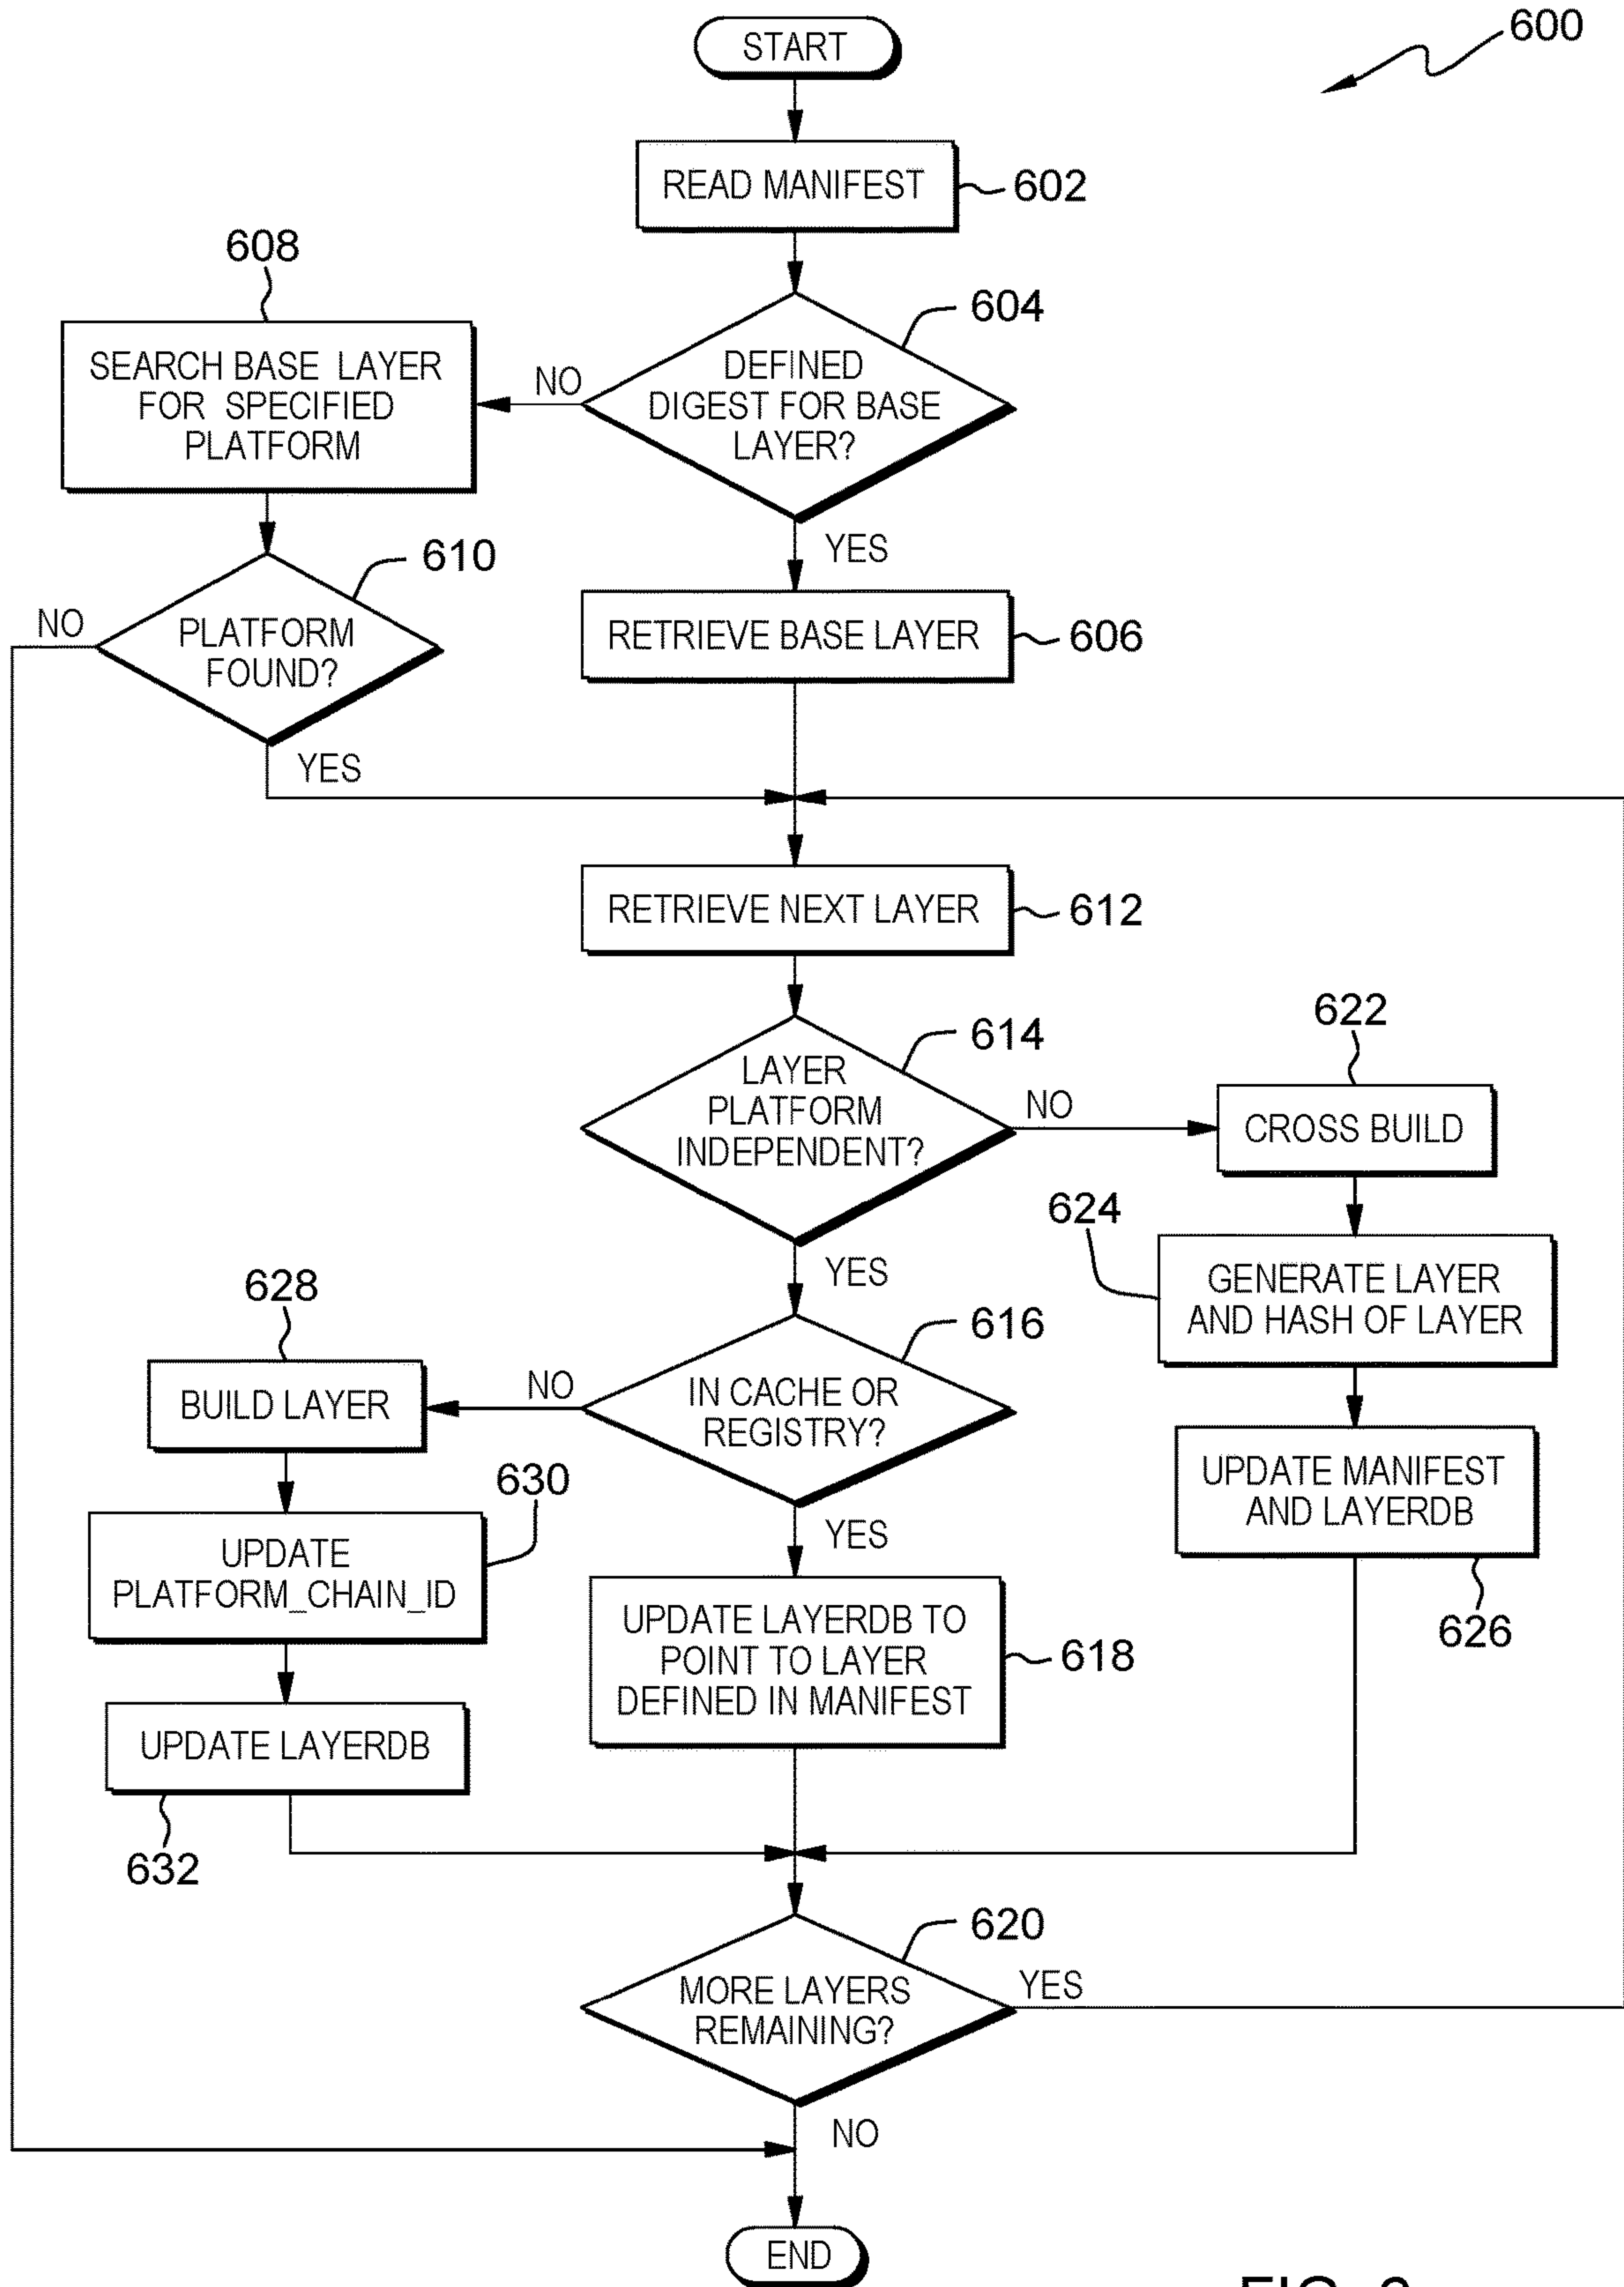 600
START
READ MANIFEST
602
608
604
SEARCH BASE LAYER
FOR SPECIFIED
PLATFORM
NO
DEFINED
DIGEST FOR BASE
LAYER?
YES
610
NO
PLATFORM
FOUND?
RETRIEVE BASE LAYER
606
YES
RETRIEVE NEXT LAYER
612
614
622
LAYER
PLATFORM
INDEPENDENT?
NO
CROSS BUILD
624
GENERATE LAYER
AND HASH OF LAYER
YES
628
616
BUILD LAYER
NO
IN CACHE OR
REGISTRY?
UPDATE MANIFEST
AND LAYERDB
630
YES
UPDATE
PLATFORM_CHAIN_ID
UPDATE LAYERDB TO
POINT TO LAYER
DEFINED IN MANIFEST
618
626
UPDATE LAYERDB
632
620
MORE LAYERS
REMAINING?
YES
NO
END